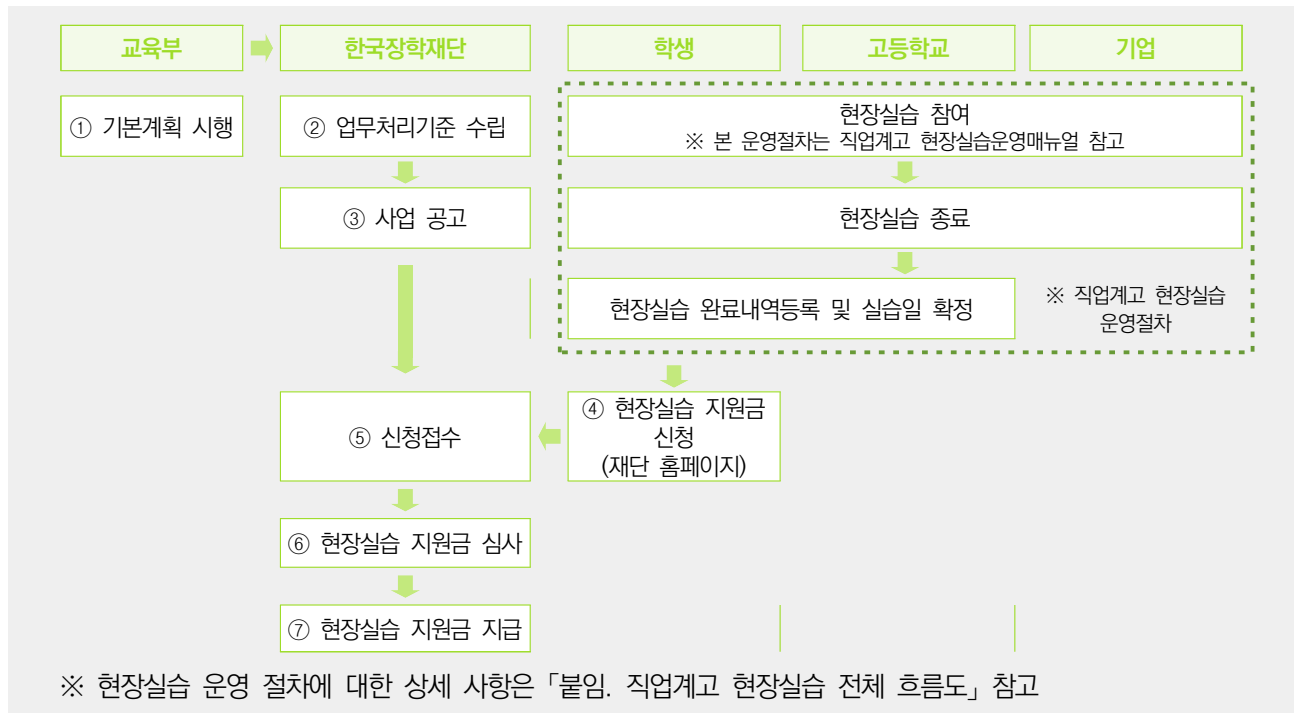 교육부
한국장학재단
학생
고등학교
기업
① 기본계획 시행
② 업무처리기준 수립
현장실습 참여
※ 본 운영절차는 직업계고 현장실습운영매뉴얼 참고
③ 사업 공고
현장실습 종료
현장실습 완료내역등록 및 실습일 확정
※ 직업계고 현장실습
운영절차
④ 현장실습 지원금
신청
(재단 홈페이지)
⑤ 신청접수
⑥ 현장실습 지원금 심사
⑦ 현장실습 지원금 지급
※ 현장실습 운영 절차에 대한 상세 사항은 「붙임. 직업계고 현장실습 전체 흐름도」 참고